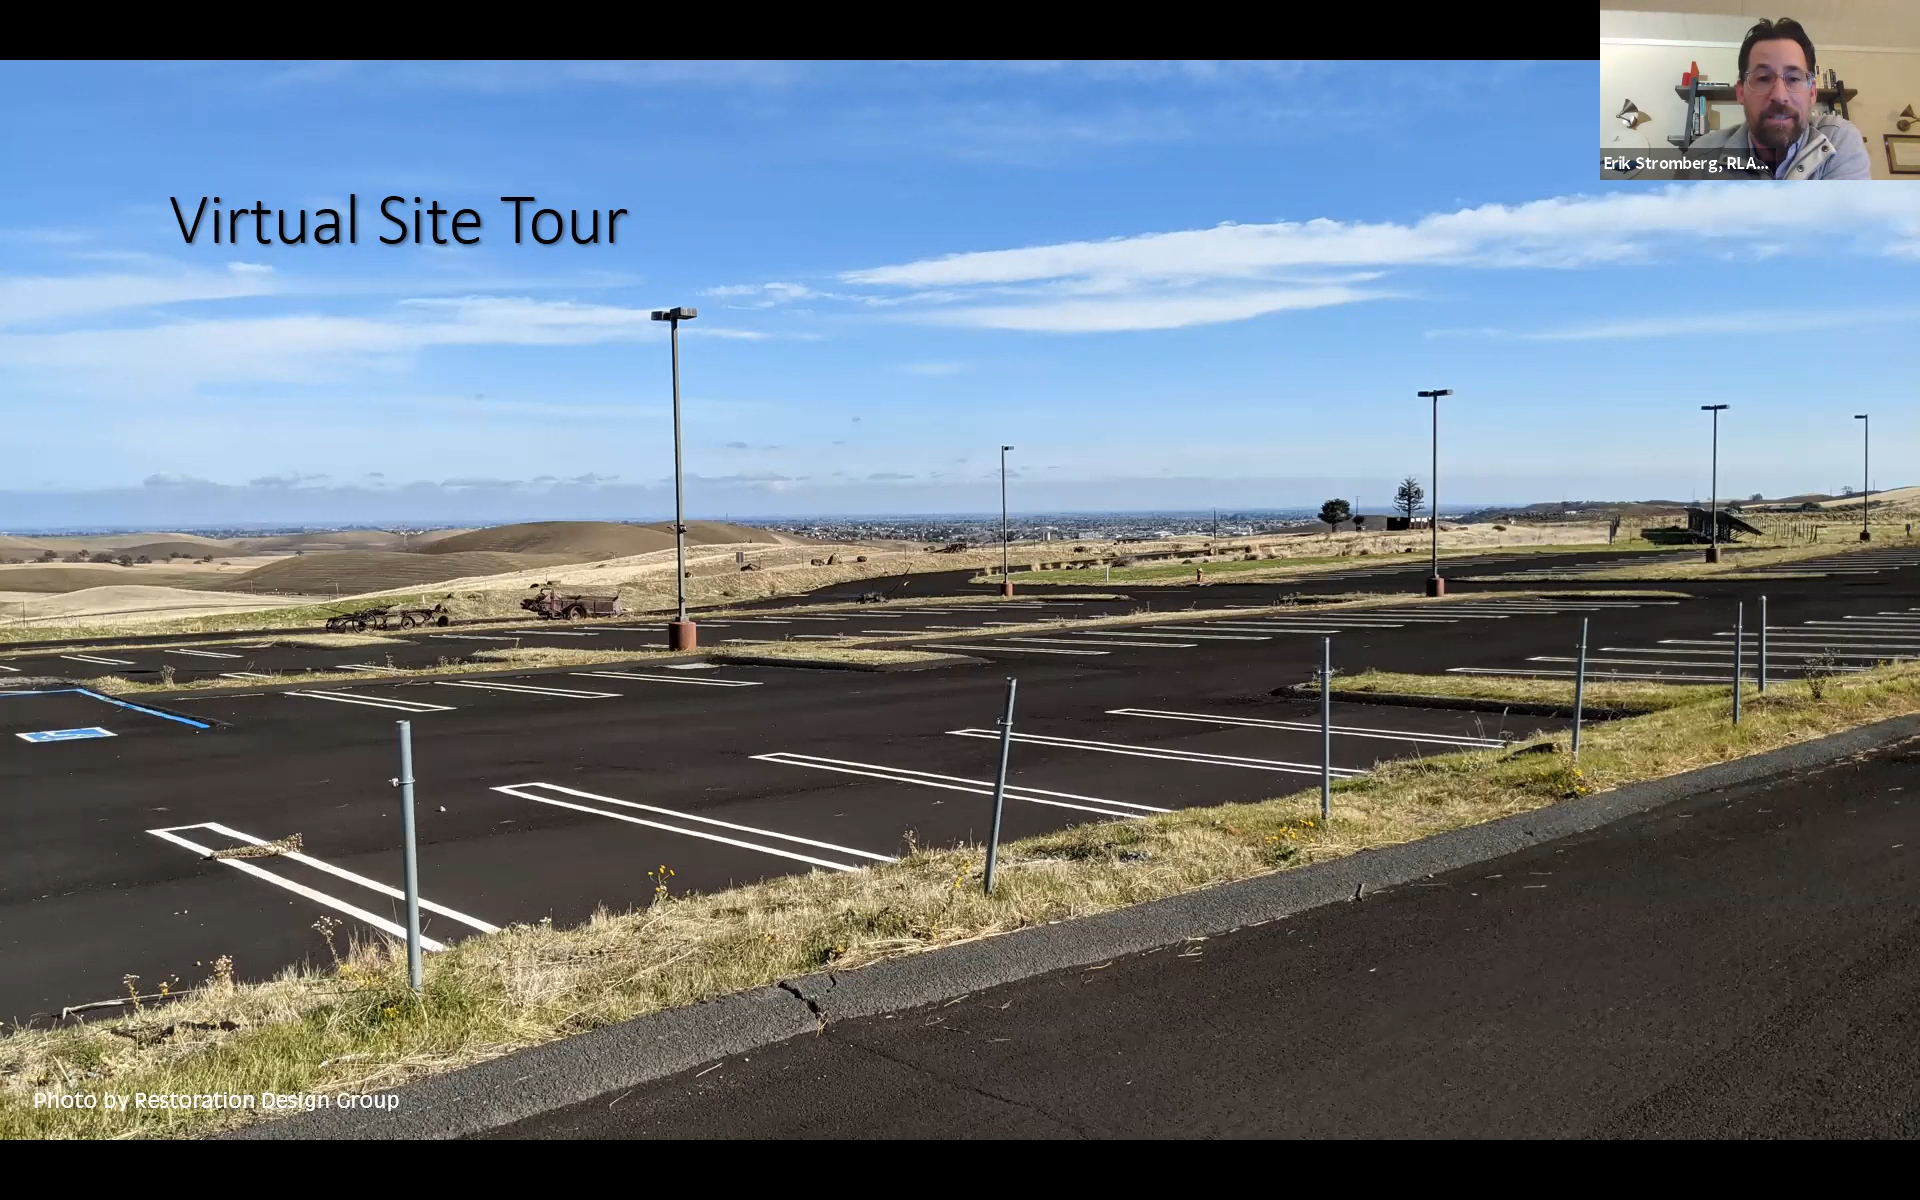 Virtual Site Tour
Erik Stromberg, RLA...
Photo by Restoration Design Group